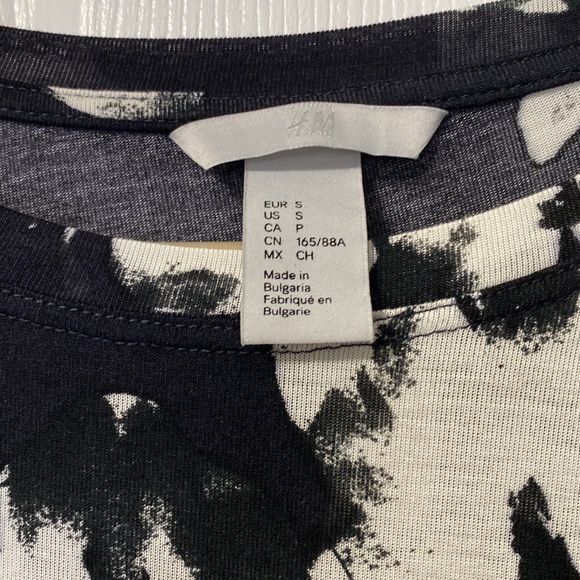 H&M
EUR S
US S
CA P
CN 165/88A
MX CH
Made in
Bulgaria
Fabriqué en
Bulgarie